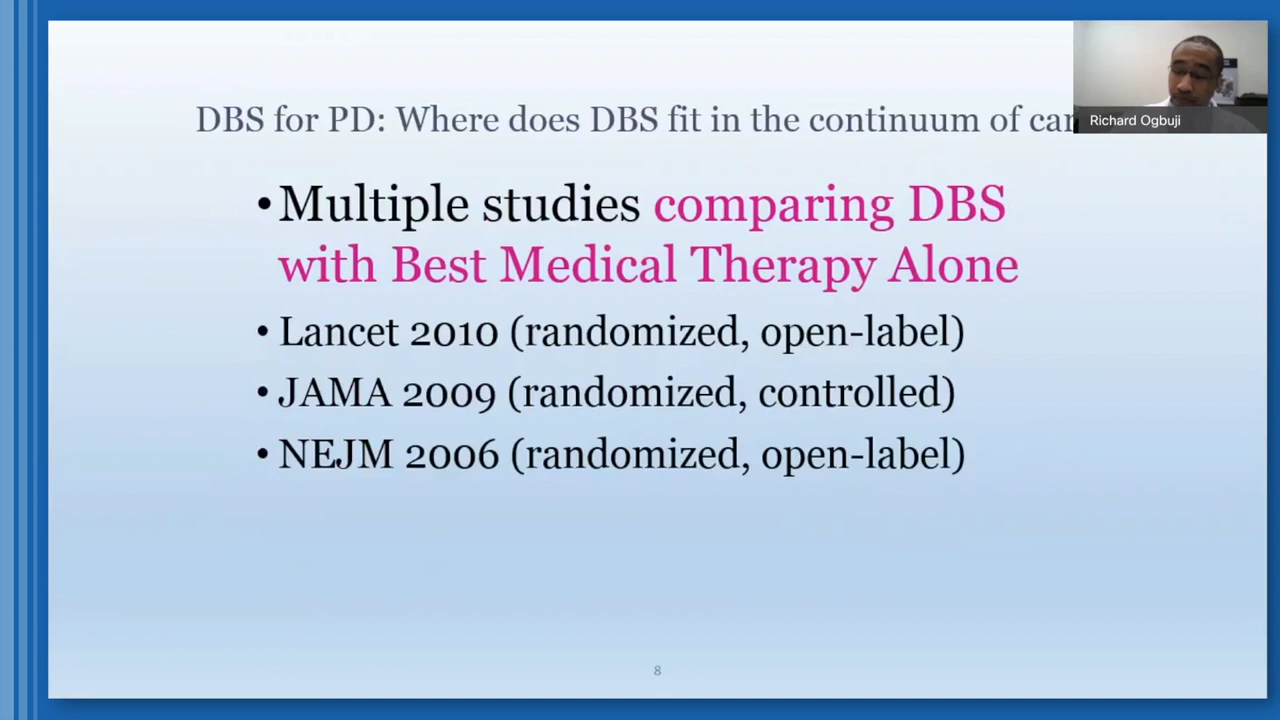 DBS for PD: Where does DBS fit in the continuum of
Richard Ogbuji
•Multiple studies comparing DBS
with Best Medical Therapy Alone
• Lancet 2010 (randomized, open-label)
• JAMA 2009 (randomized, controlled)
• NEJM 2006 (randomized, open-label)
8